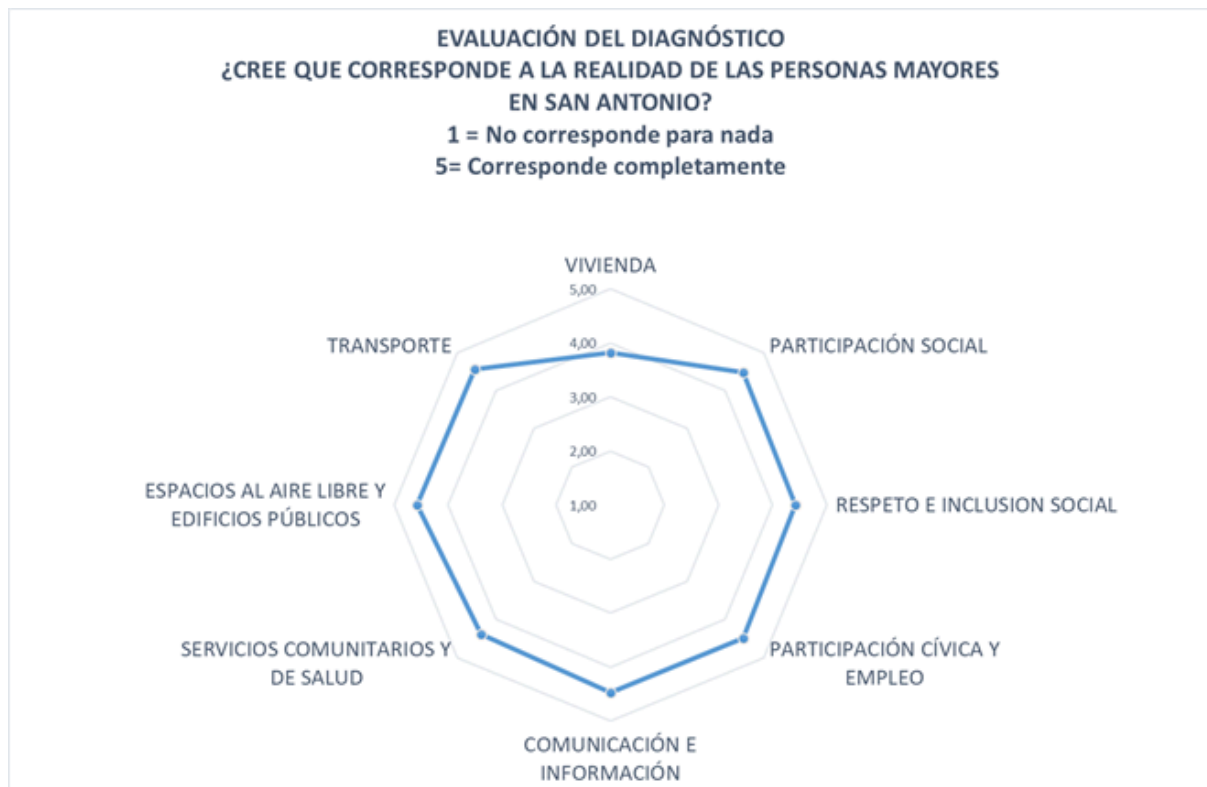 EVALUACIÓN DEL DIAGNÓSTICO
¿CREE QUE CORRESPONDE A LA REALIDAD DE LAS PERSONAS MAYORES
EN SAN ANTONIO?
1 = No corresponde para nada
5= Corresponde completamente
VIVIENDA
5,00
TRANSPORTE
4,00
PARTICIPACIÓN SOCIAL
3,00
2,00
ESPACIOS AL AIRE LIBRE Y
EDIFICIOS PÚBLICOS
1,00
RESPETO E INCLUSION SOCIAL
SERVICIOS COMUNITARIOS Y
DE SALUD
PARTICIPACIÓN CÍVICA Y
EMPLEO
COMUNICACIÓN E
INFORMACIÓN